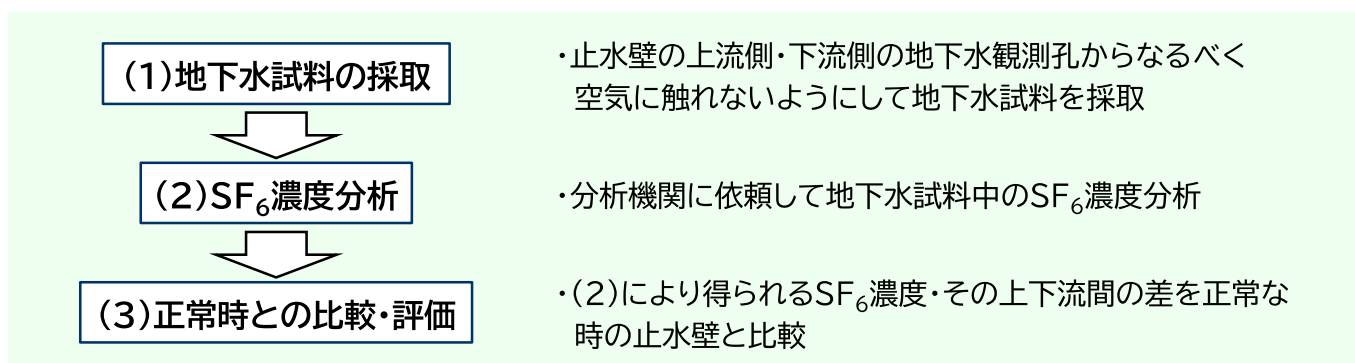 (1)地下水試料の採取
・止水壁の上流側・下流側の地下水観測孔からなるべく
空気に触れないようにして地下水試料を採取
(2)SF₆濃度分析
・分析機関に依頼して地下水試料中のSF₆濃度分析
(3)正常時との比較・評価
・(2)により得られるSF₆濃度・その上下流間の差を正常な
時の止水壁と比較